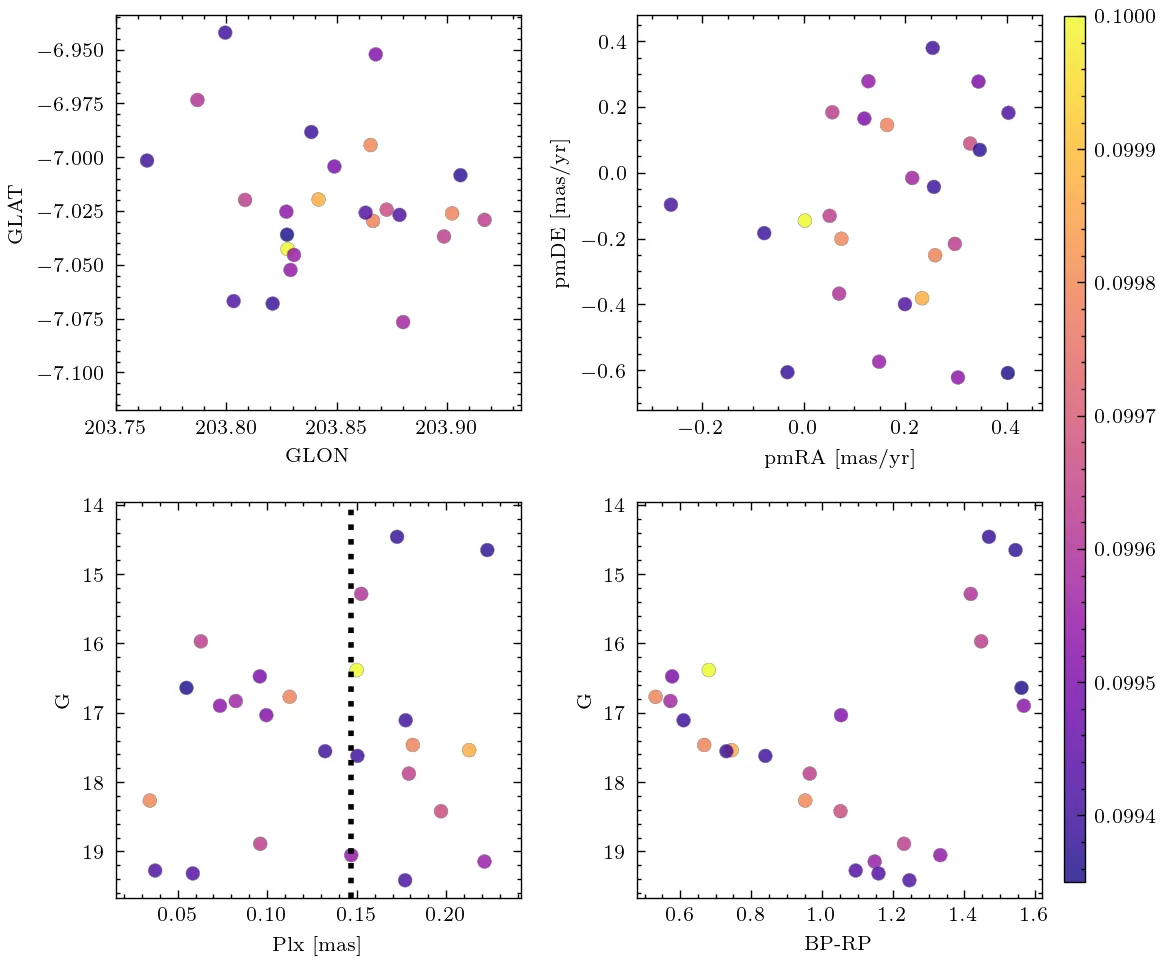 −6.950
−6.975
−7.000
−7.025
−7.050
−7.075
−7.100
GLAT
203.75 203.80 203.85 203.90
GLON
0.4
0.2
0.0
−0.2
−0.4
−0.6
pmDE [mas/yr]
−0.2 0.0 0.2 0.4
pmRA [mas/yr]
14
15
16
17
18
19
G
0.05 0.10 0.15 0.20
Plx [mas]
14
15
16
17
18
19
G
0.6 0.8 1.0 1.2 1.4 1.6
BP-RP
0.1000
0.0999
0.0998
0.0997
0.0996
0.0995
0.0994